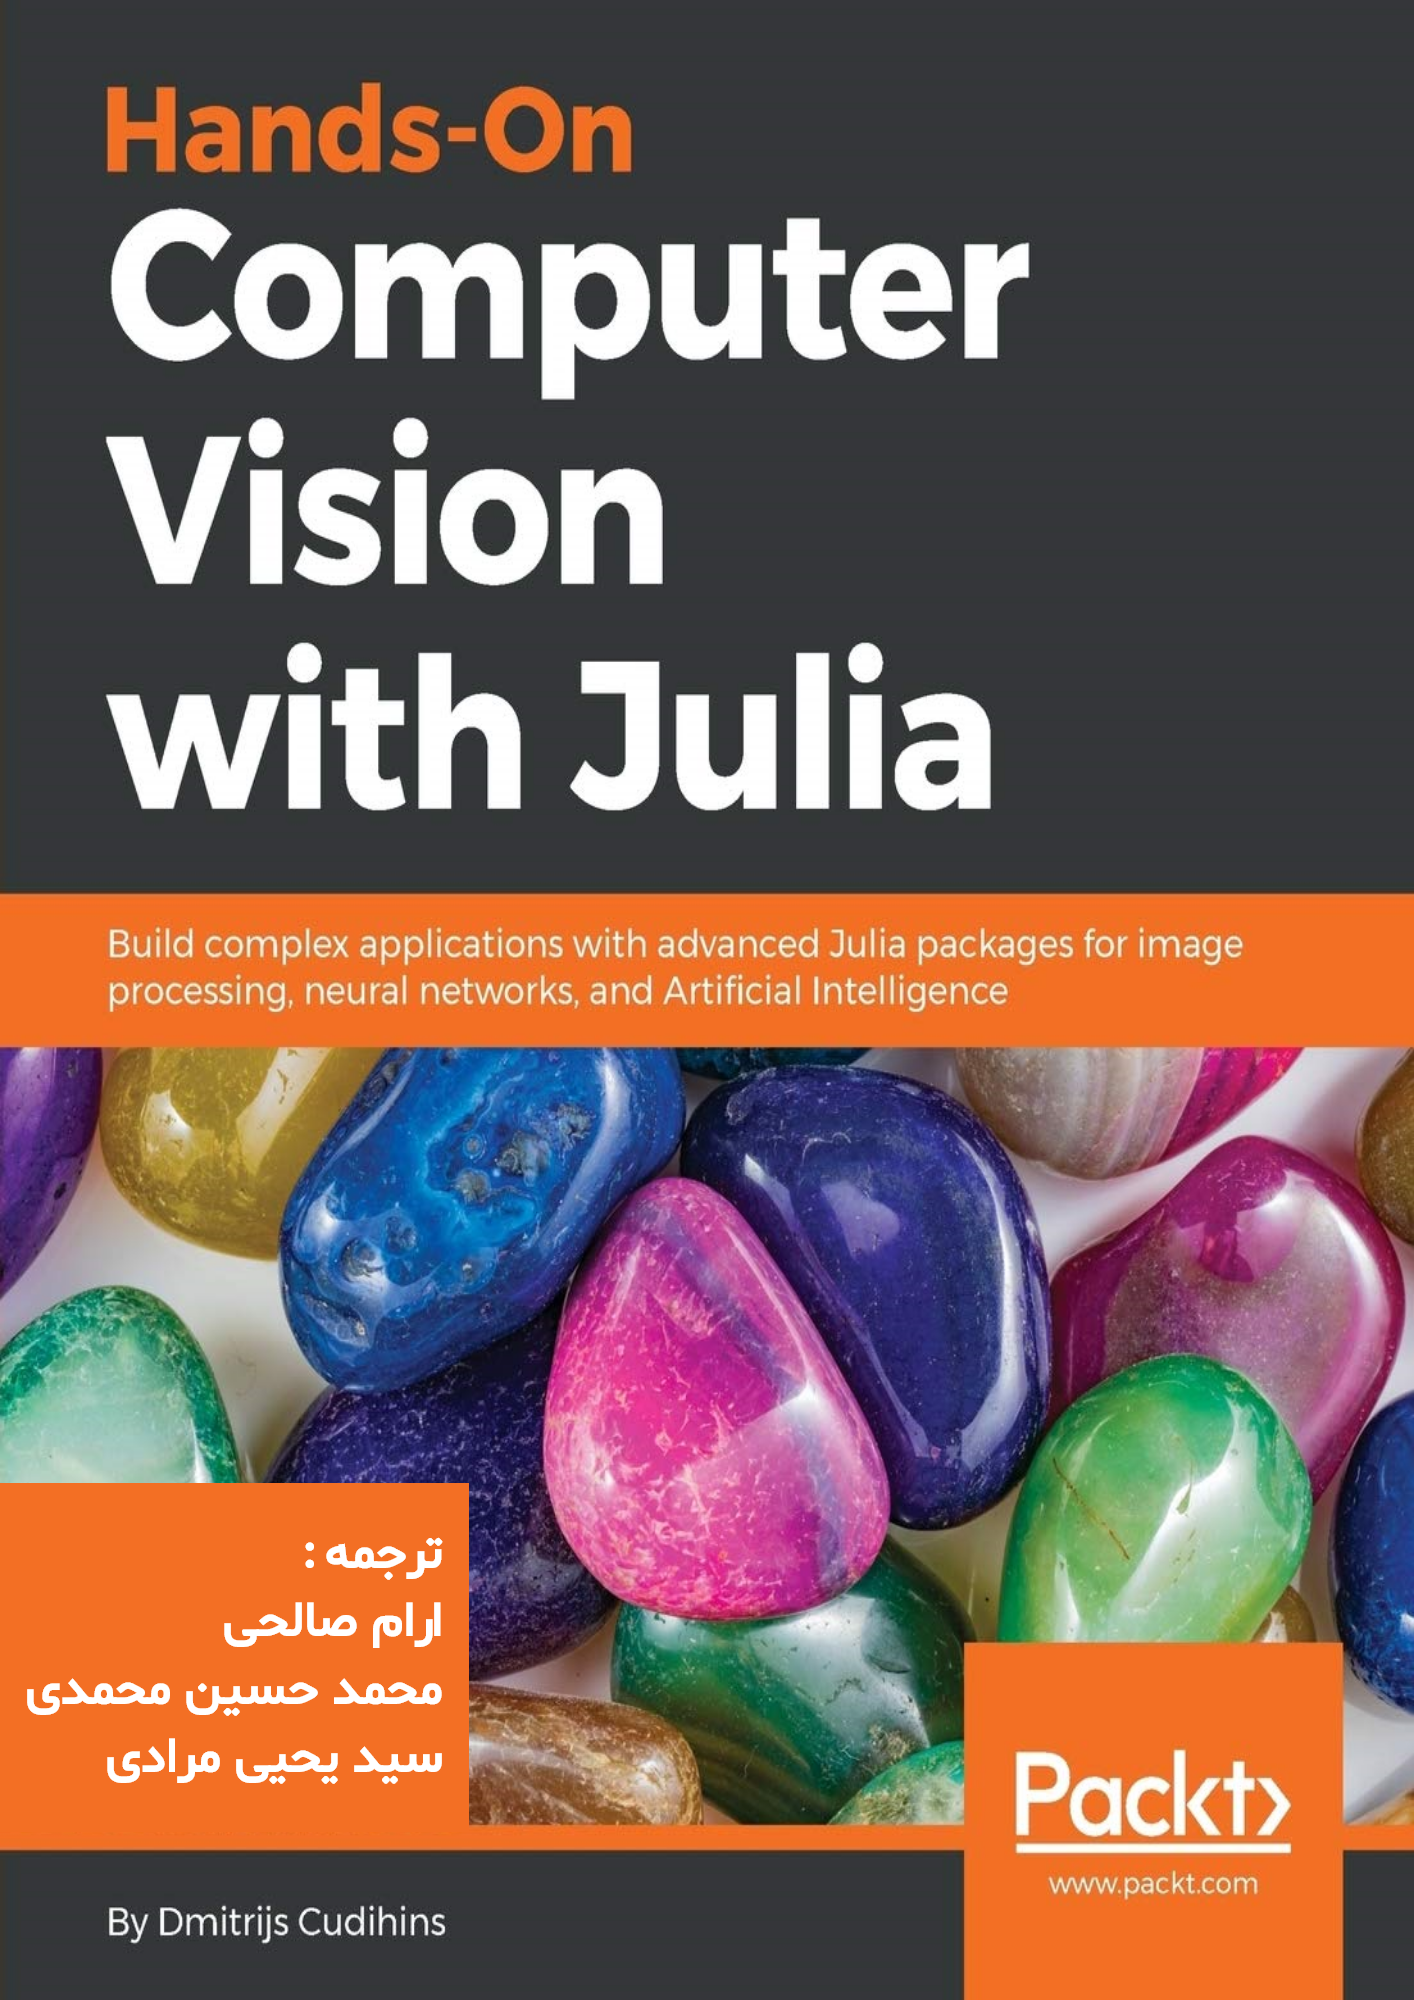 Hands-On
Computer
Vision
with Julia
Build complex applications with advanced Julia packages for image
processing, neural networks, and Artificial Intelligence
ترجمه :
ارام صالحی
محمد حسین محمدی
سید یحیی مرادی
Packt>
www.packt.com
By Dmitrijs Cudihins